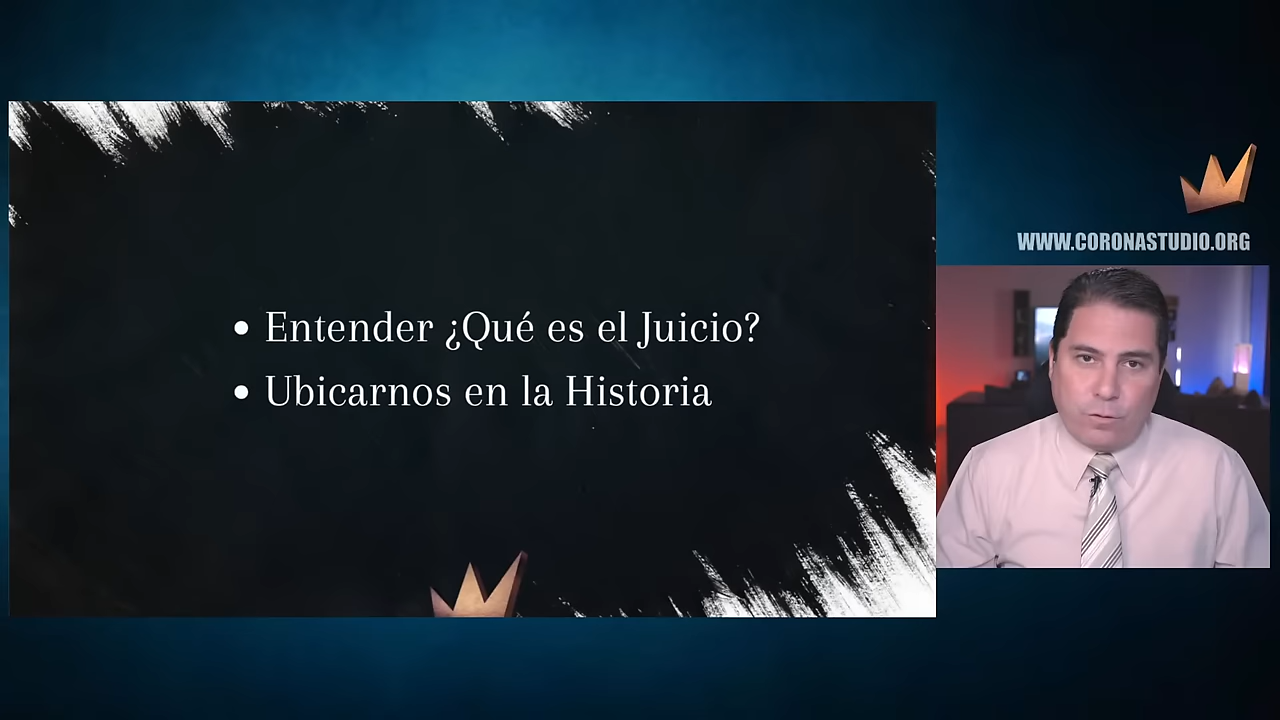 • Entender ¿Qué es el Juicio?
• Ubicarnos en la Historia
WWW.CORONASTUDIO.ORG